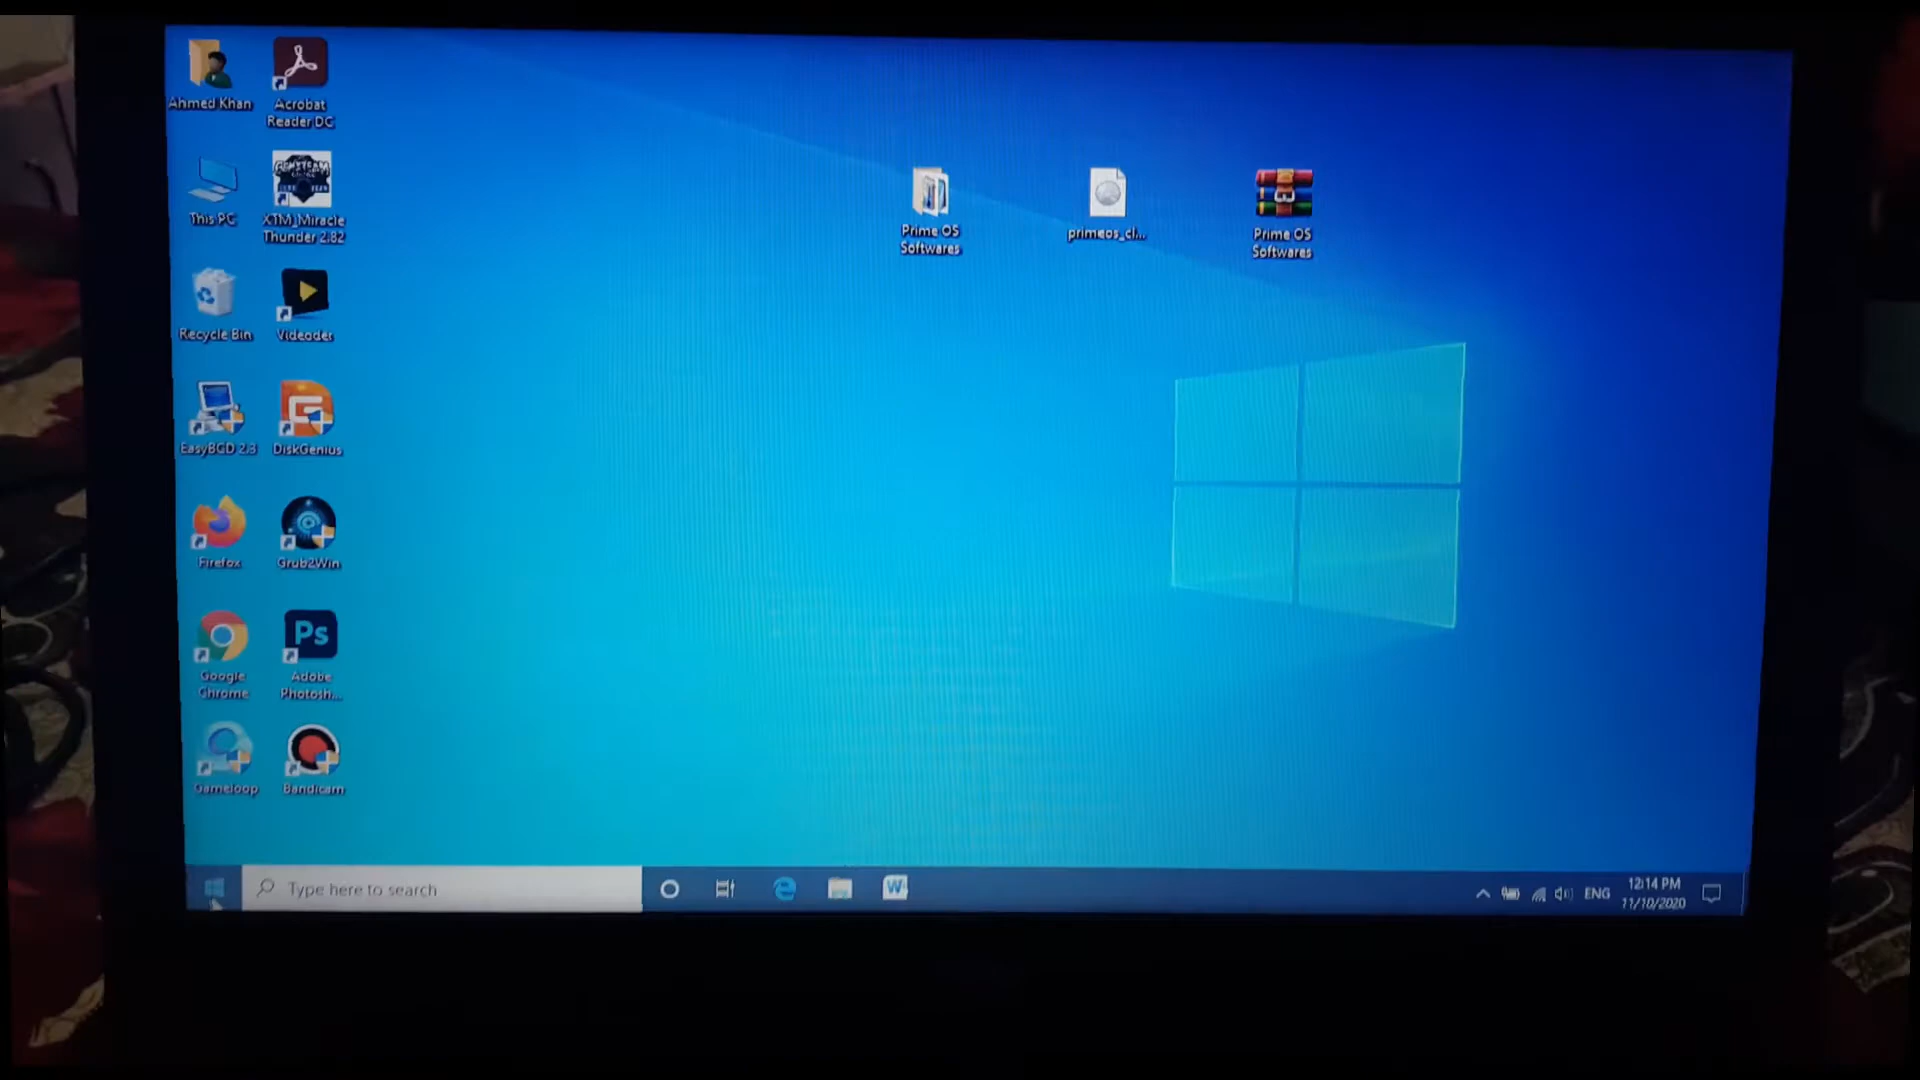 Ahmed Khan
Acrobat
Reader DC
This PC
XTM_Miracle
Thunder 2.82
Recycle Bin
Videoder
EasyBCD 2.3
DiskGenius
Firefox
Grub2Win
Google
Chrome
Ps
Adobe
Photosh...
Gameloop
Bandicam
Prime OS
Softwares
primeos_cl...
Prime OS
Softwares
Type here to search
W
ENG
12:14 PM
11/10/2020